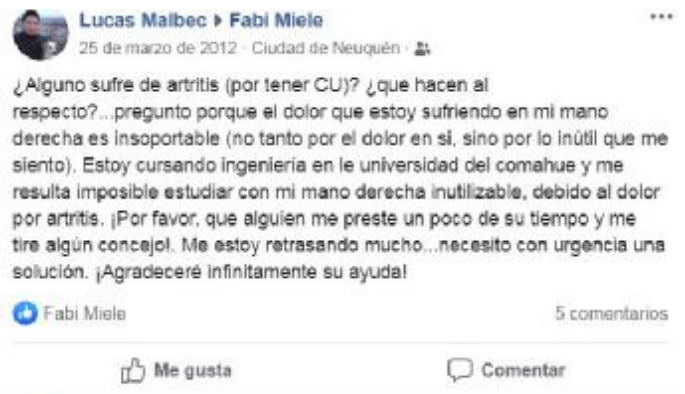 Lucas Malbec ▸ Fabi Miele
25 de marzo de 2012 · Ciudad de Neuquén ·
¿Alguno sufre de artritis (por tener CU)? ¿que hacen al
respecto?...pregunto porque el dolor que estoy sufriendo en mi mano
derecha es insoportable (no tanto por el dolor en si, sino por lo inútil que me
siento). Estoy cursando ingeniería en le universidad del comahue y me
resulta imposible estudiar con mi mano derecha inutilizable, debido al dolor
por artritis. ¡Por favor, que alguien me preste un poco de su tiempo y me
tire algún concejo!. Me estoy retrasando mucho...necesito con urgencia una
solución. ¡Agradeceré infinitamente su ayuda!
Fabi Miele
5 comentarios
Me gusta
Comentar